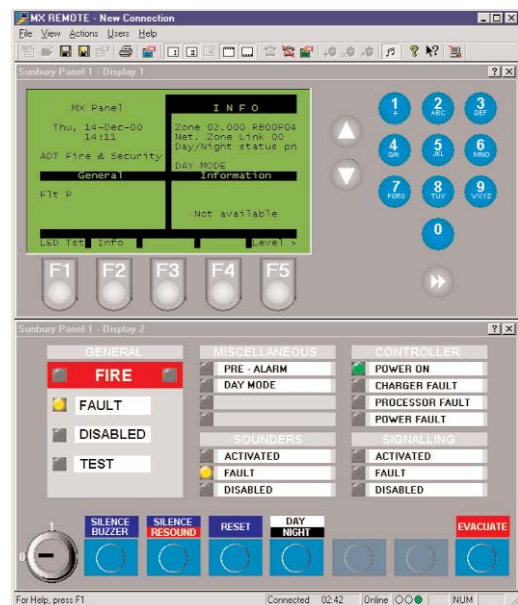 MX REMOTE - New Connection
File View Actions Users Help
Sunbury Panel 1 - Display 1
MX Panel
Thu, 14-Dec-00
14:11
ADT Fire & Security
General
Flt P
INFO
Zone 02.000 RB00P04
Net. Zone Link 00
Day/Night status pn
DAY MODE
Information
Not available
LED Tst Info Level >
F1 F2 F3 F4 F5
1 2 ABC 3 DEF
4 GHI 5 JKL 6 MNO
7 PQRS 8 TUV 9 WXYZ
0
Sunbury Panel 1 - Display 2
GENERAL
FIRE
FAULT
DISABLED
TEST
MISCELLANEOUS
PRE - ALARM
DAY MODE
SOUNDERS
ACTIVATED
FAULT
DISABLED
CONTROLLER
POWER ON
CHARGER FAULT
PROCESSOR FAULT
POWER FAULT
SIGNALLING
ACTIVATED
FAULT
DISABLED
1
0
SILENCE
BUZZER
SILENCE
RESOUND
RESET
DAY
NIGHT
EVACUATE
For Help, press F1 Connected 02:42 Online NUM